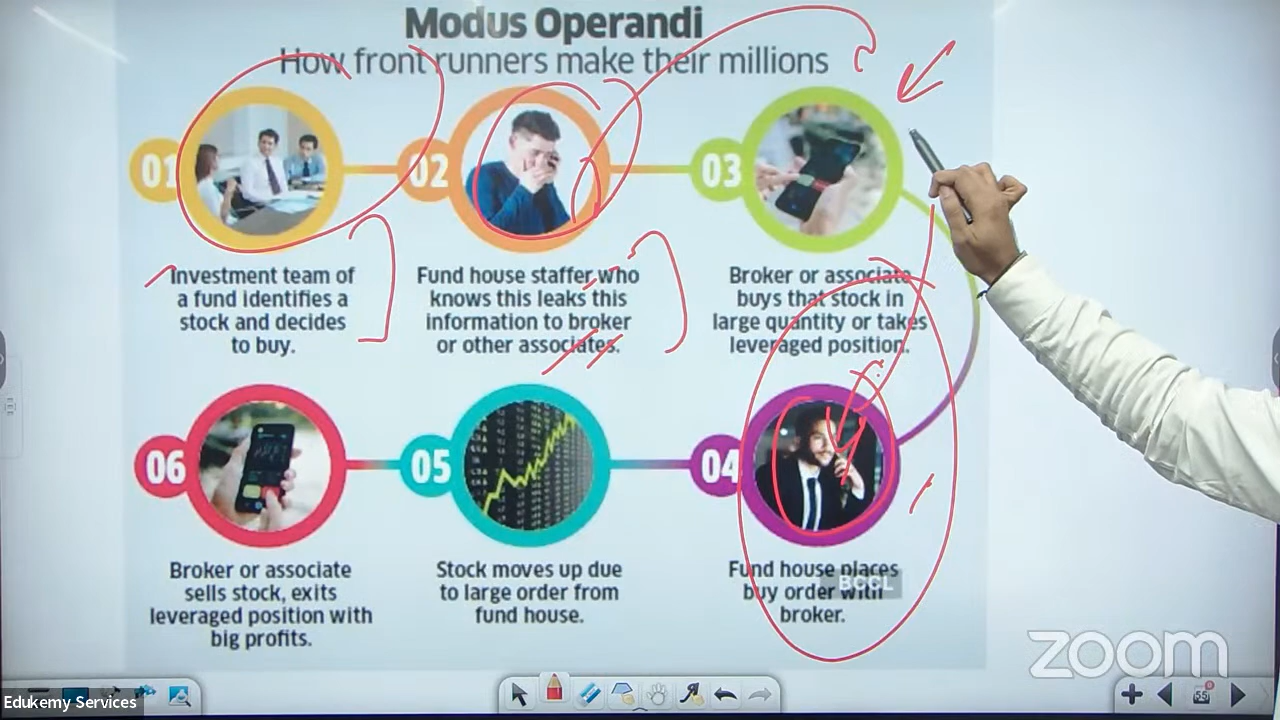 Modus Operandi
How front runners make their millions
01
02
03
Investment team of
a fund identifies a
stock and decides
to buy.
Fund house staffer who
knows this leaks this
information to broker
or other associates.
Broker or associate
buys that stock in
large quantity or takes
leveraged position.
06
05
04
Broker or associate
sells stock, exits
leveraged position with
big profits.
Stock moves up due
to large order from
fund house.
Fund house places
buy order with
broker.
BCCL
zoom
Edukemy Services